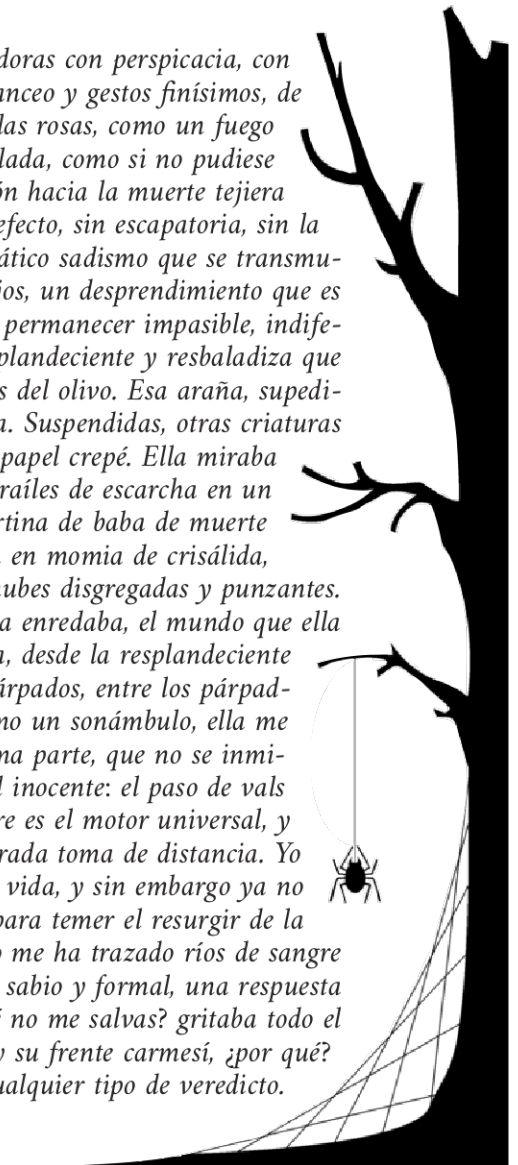 doras con perspicacia, con
anceo y gestos finísimos, de
las rosas, como un fuego
lada, como si no pudiese
ón hacia la muerte tejiera
efecto, sin escapatoria, sin la
ático sadismo que se transmu-
os, un desprendimiento que es
permanecer impasible, indife-
plandeciente y resbaladiza que
s del olivo. Esa araña, supedi-
a. Suspendidas, otras criaturas
papel crepé. Ella miraba
raíles de escarcha en un
rtina de baba de muerte
en momia de crisálida,
nubes disgregadas y punzantes.
a enredaba, el mundo que ella
a, desde la resplandeciente
árpados, entre los párpad-
mo un sonámbulo, ella me
na parte, que no se inmi-
l inocente: el paso de vals
re es el motor universal, y
rada toma de distancia. Yo
vida, y sin embargo ya no
para temer el resurgir de la
o me ha trazado ríos de sangre
sabio y formal, una respuesta
é no me salvas? gritaba todo el
y su frente carmesí, ¿por qué?
ualquier tipo de veredicto.